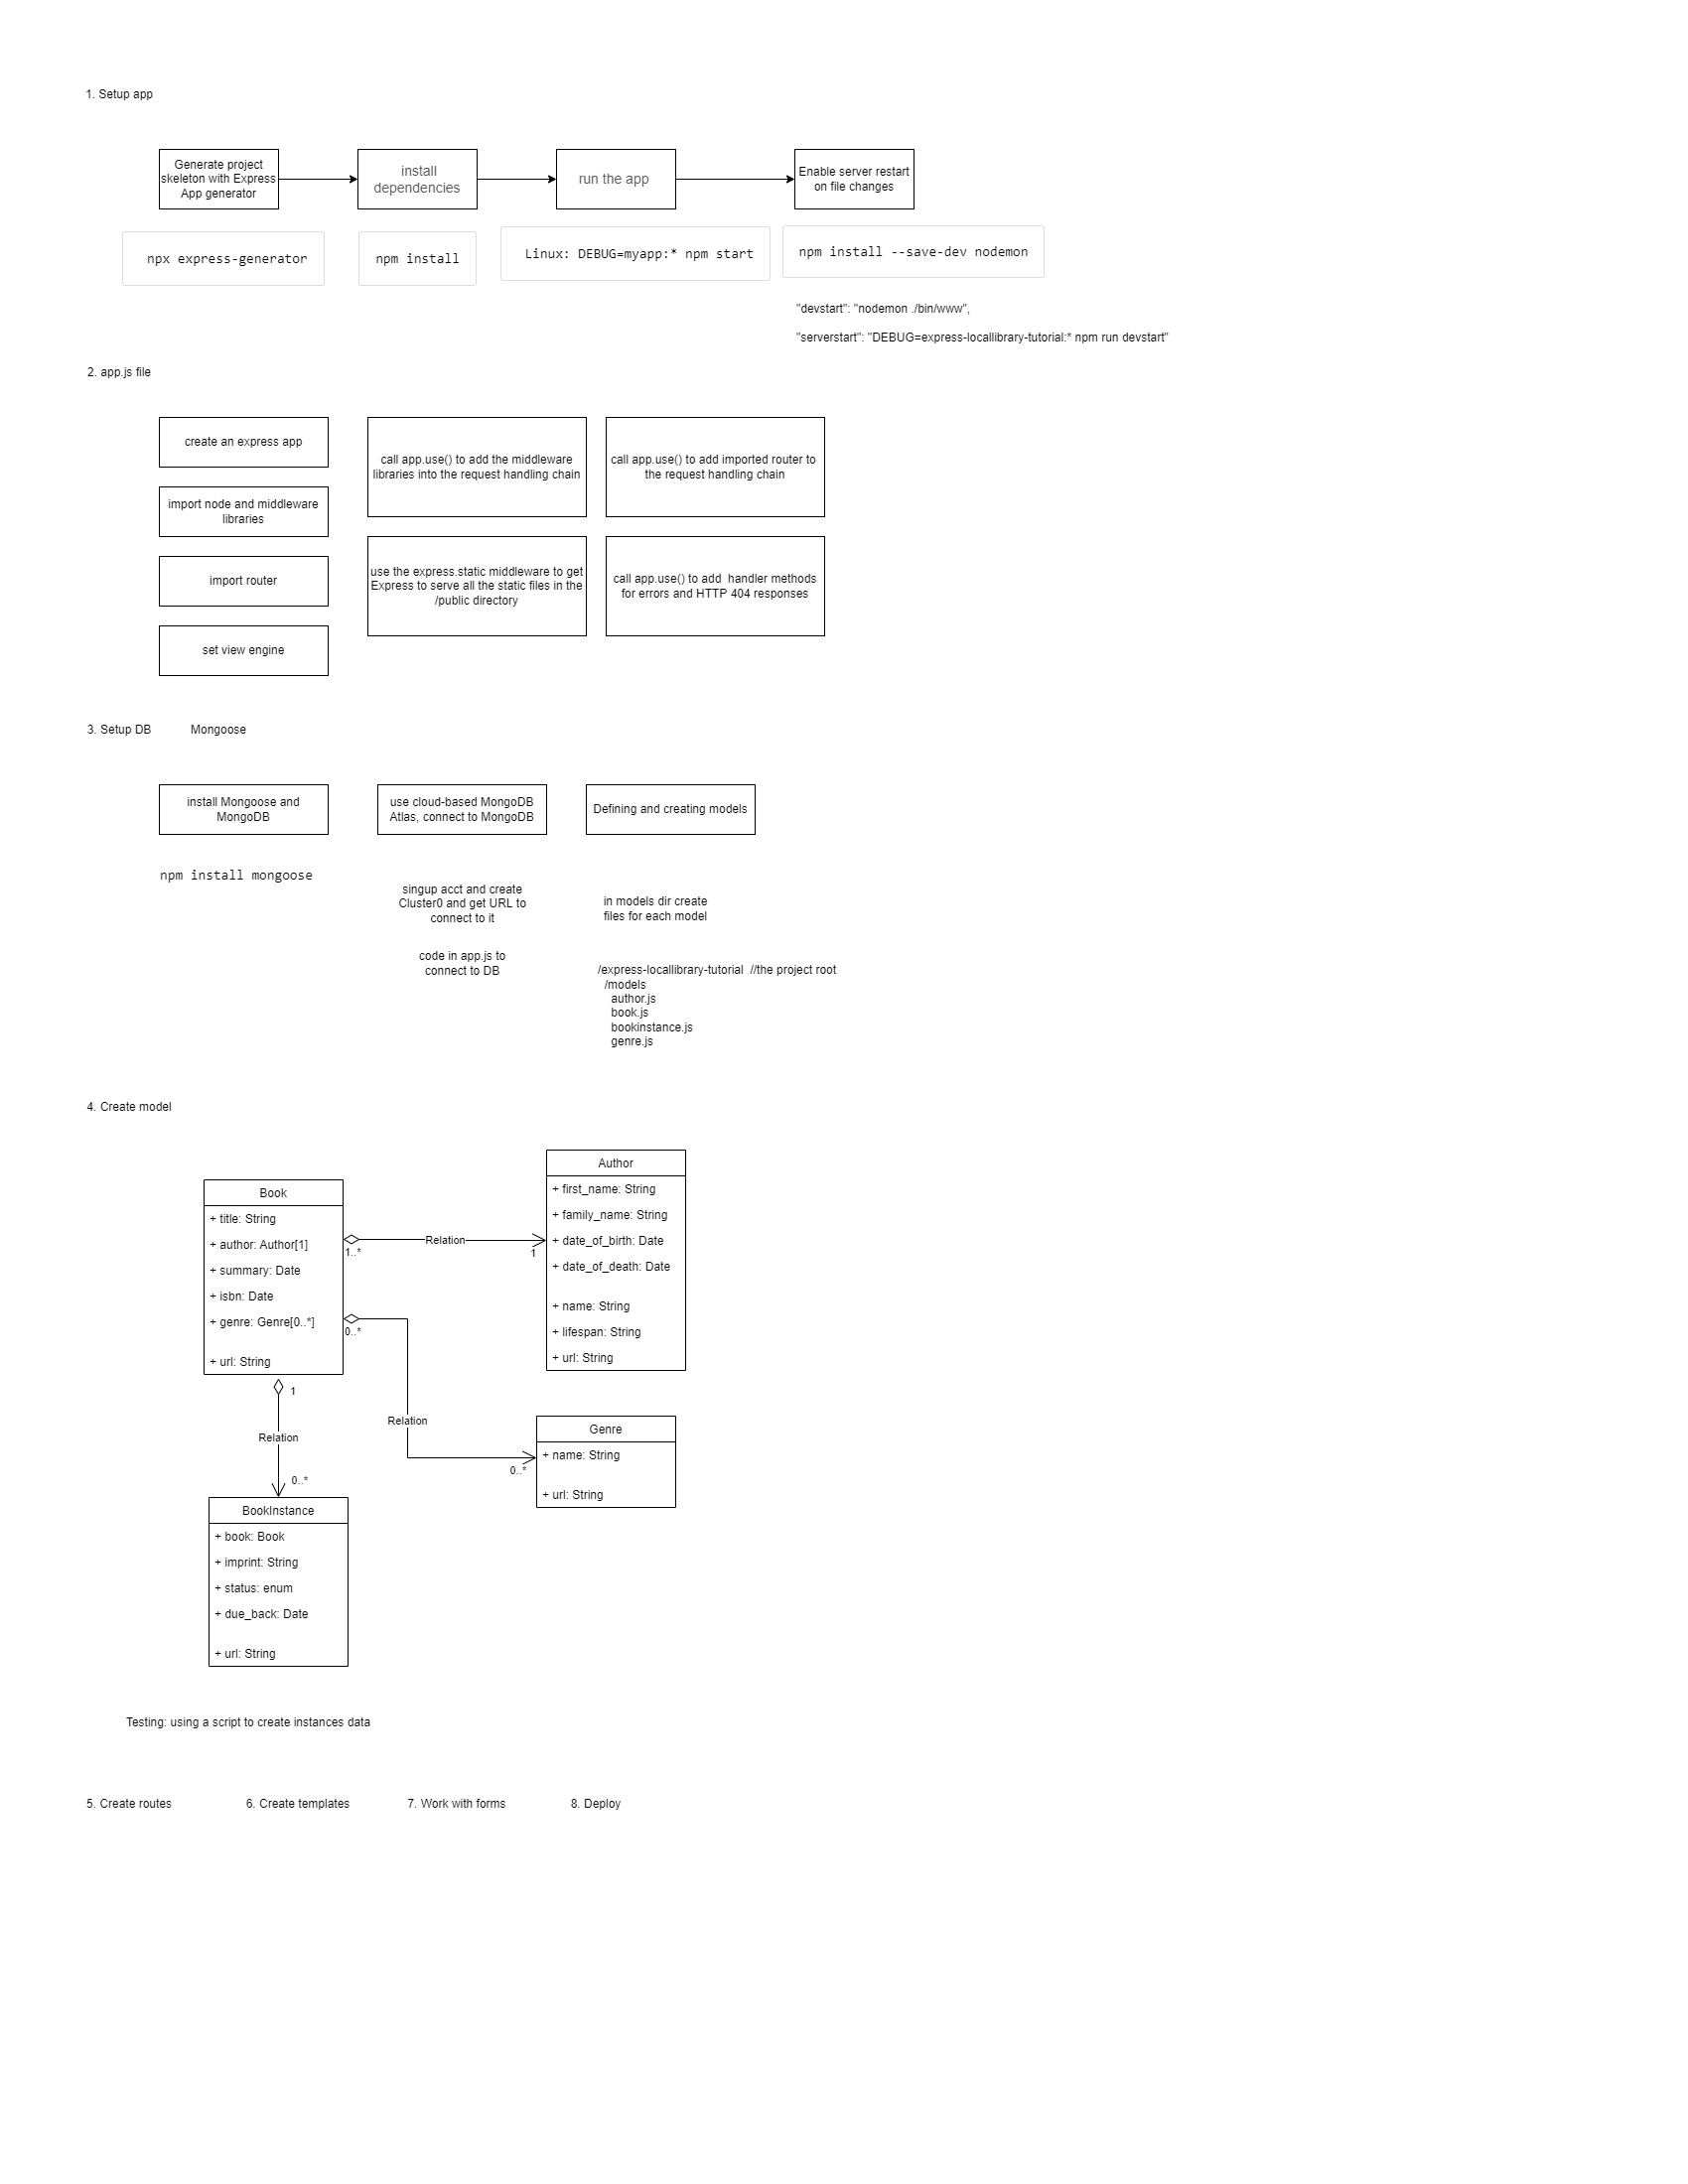 1. Setup app
Generate project
skeleton with Express
App generator
install
dependencies
run the app
Enable server restart
on file changes
npx express-generator
npm install
Linux: DEBUG=myapp:* npm start
npm install --save-dev nodemon
"devstart": "nodemon ./bin/www",
"serverstart": "DEBUG=express-locallibrary-tutorial:* npm run devstart"
2. app.js file
create an express app
import node and middleware
libraries
import router
set view engine
call app.use() to add the middleware
libraries into the request handling chain
use the express.static middleware to get
Express to serve all the static files in the
/public directory
call app.use() to add imported router to
the request handling chain
call app.use() to add  handler methods
for errors and HTTP 404 responses
3. Setup DB
Mongoose
install Mongoose and
MongoDB
use cloud-based MongoDB
Atlas, connect to MongoDB
Defining and creating models
npm install mongoose
singup acct and create
Cluster0 and get URL to
connect to it
code in app.js to
connect to DB
in models dir create
files for each model
/express-locallibrary-tutorial  //the project root
/models
author.js
book.js
bookinstance.js
genre.js
4. Create model
Book
+ title: String
+ author: Author[1]
+ summary: Date
+ isbn: Date
+ genre: Genre[0..*]
+ url: String
Relation
1..*
1
Author
+ first_name: String
+ family_name: String
+ date_of_birth: Date
+ date_of_death: Date
+ name: String
+ lifespan: String
+ url: String
0..*
Relation
0..*
Genre
+ name: String
+ url: String
1
Relation
0..*
BookInstance
+ book: Book
+ imprint: String
+ status: enum
+ due_back: Date
+ url: String
Testing: using a script to create instances data
5. Create routes
6. Create templates
7. Work with forms
8. Deploy